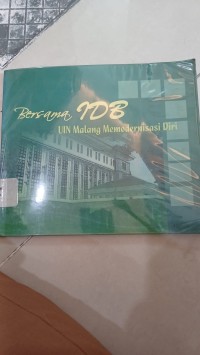 Bersama IDB
UIN Malang Memodernisasi Diri